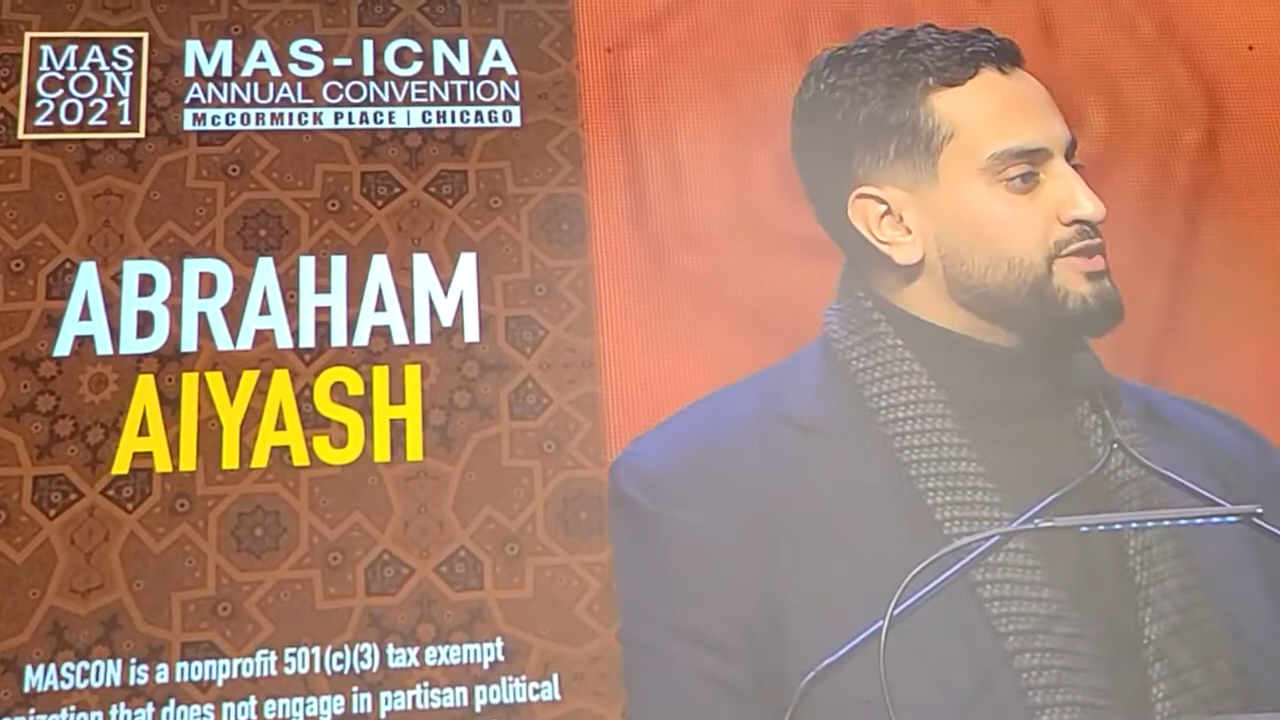 MAS
CON
2021
MAS-ICNA
ANNUAL CONVENTION
McCORMICK PLACE | CHICAGO
ABRAHAM
AIYASH
MASCON is a nonprofit 501(c)(3) tax exempt
that does not engage in partisan political